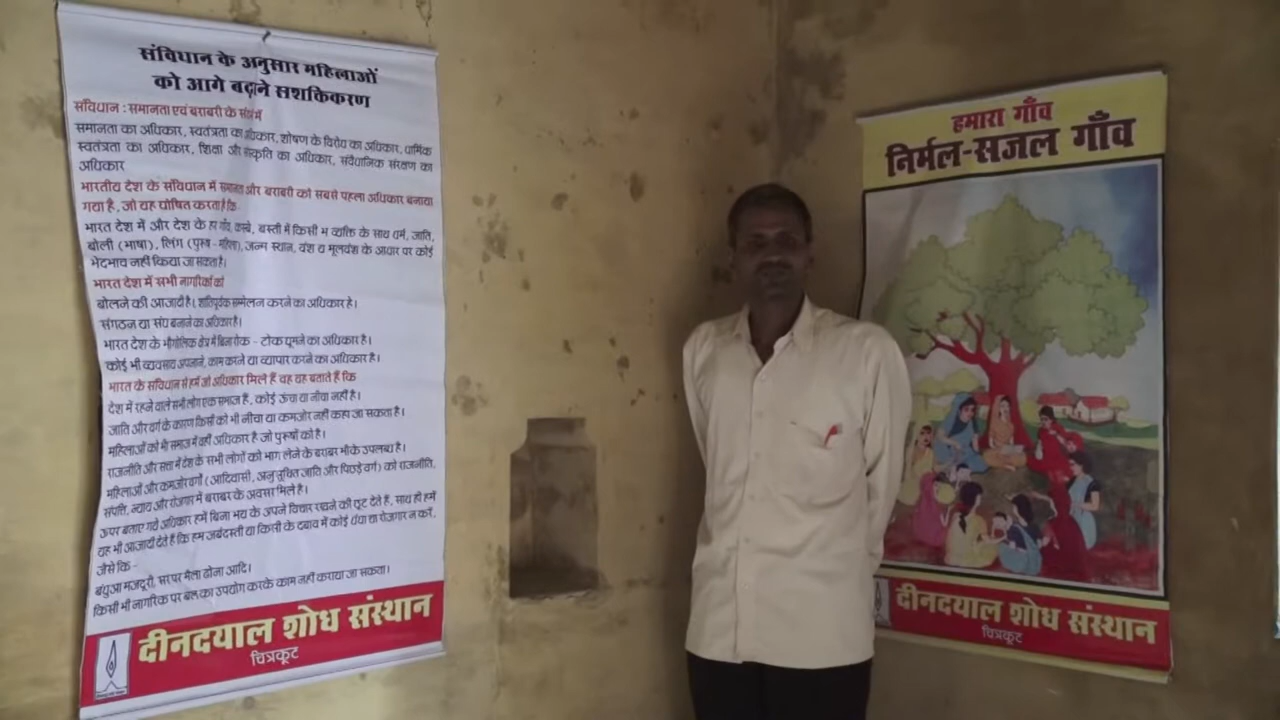 संविधान के अनुसार महिलाओं
को आगे बढ़ाने सशक्तिकरण
संविधान : समानता एवं बराबरी के संदर्भ में
समानता का अधिकार, स्वतंत्रता का अधिकार, शोषण के विरोध का अधिकार, धार्मिक
स्वतंत्रता का अधिकार, शिक्षा और संस्कृति का अधिकार, संवैधानिक संरक्षण का
अधिकार
भारतीय देश के संविधान में समानता और बराबरी को सबसे पहला अधिकार बनाया
गया है, जो यह घोषित करता है कि -
भारत देश में और देश के हर गाँव, कस्बे, बस्ती में किसी भी व्यक्ति के साथ धर्म, जाति,
बोली (भाषा), लिंग (पुरुष - महिला), जन्म स्थान, वंश व मूलवंश के आधार पर कोई
भेदभाव नहीं किया जा सकता है।
भारत देश में सभी नागरिकों को
बोलने की आजादी है। शांतिपूर्वक सम्मेलन करने का अधिकार है।
संगठन या संघ बनाने का अधिकार है।
भारत देश के भौगोलिक क्षेत्र में बिना रोक - टोक घूमने का अधिकार है।
कोई भी व्यवसाय अपनाने, काम करने या व्यापार करने का अधिकार है।
भारत के संविधान से हमें जो अधिकार मिले हैं वह यह बताते हैं कि
देश में रहने वाले सभी लोग एक समाज हैं, कोई ऊंचा या नीचा नहीं है।
जाति और वर्ग के कारण किसी को भी नीचा या कमजोर नहीं कहा जा सकता है।
महिलाओं को भी समाज में वही अधिकार है जो पुरुषों को है।
राजनीति और सत्ता में देश के सभी लोगों को भाग लेने के बराबर मौके उपलब्ध है।
महिलाओं और कमजोर वर्गों (आदिवासी, अनुसूचित जाति और पिछड़े वर्ग) को राजनीति,
संपत्ति, न्याय और रोजगार में बराबर के अवसर मिले है।
ऊपर बताए गये अधिकार हमें बिना भय के अपने विचार रखने की छूट देते हैं, साथ ही हमें
यह भी आजादी देते हैं कि हम जबर्दस्ती या किसी के दबाव में कोई धंधा या रोजगार न करें,
जैसे कि -
बंधुआ मजदूरी, सर पर मैला ढोना आदि।
किसी भी नागरिक पर बल का उपयोग करके काम नहीं कराया जा सकता।
दीनदयाल शोध संस्थान
चित्रकूट
हमारा गाँव
निर्मल-सजल गाँव
दीनदयाल शोध संस्थान
चित्रकूट